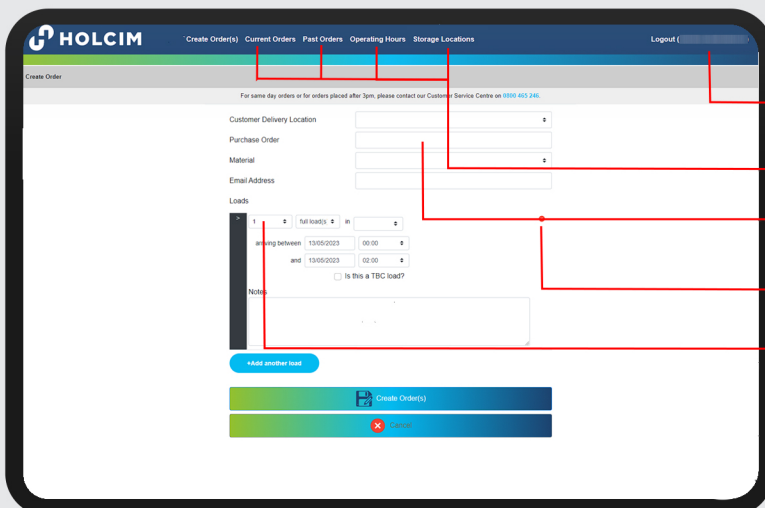 HOLCIM
Create Order(s) Current Orders Past Orders Operating Hours Storage Locations Logout (
Create Order
For same day orders or for orders placed after 3pm, please contact our Customer Service Centre on 0800 465 246.
Customer Delivery Location
Purchase Order
Material
Email Address
Loads
> 1 full load(s in
arriving between 13/05/2023 00:00
and 13/05/2023 02:00
Is this a TBC load?
Notes
+Add another load
Create Order(s)
Cancel